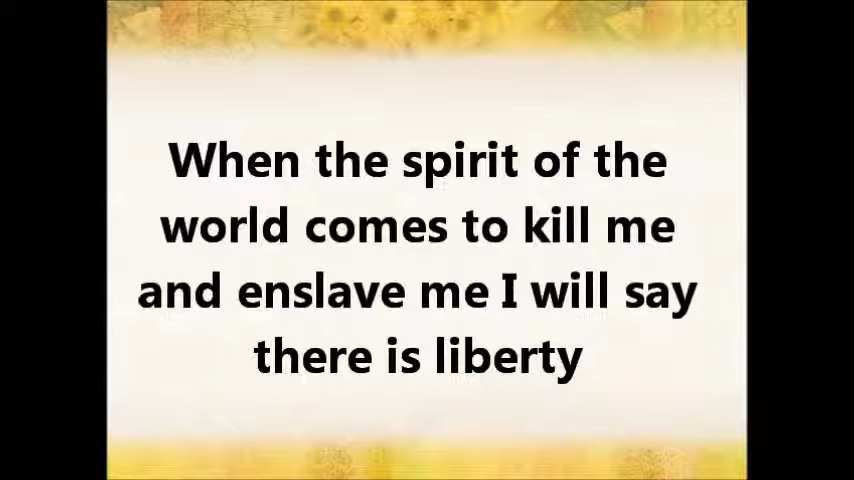 When the spirit of the
world comes to kill me
and enslave me I will say
there is liberty